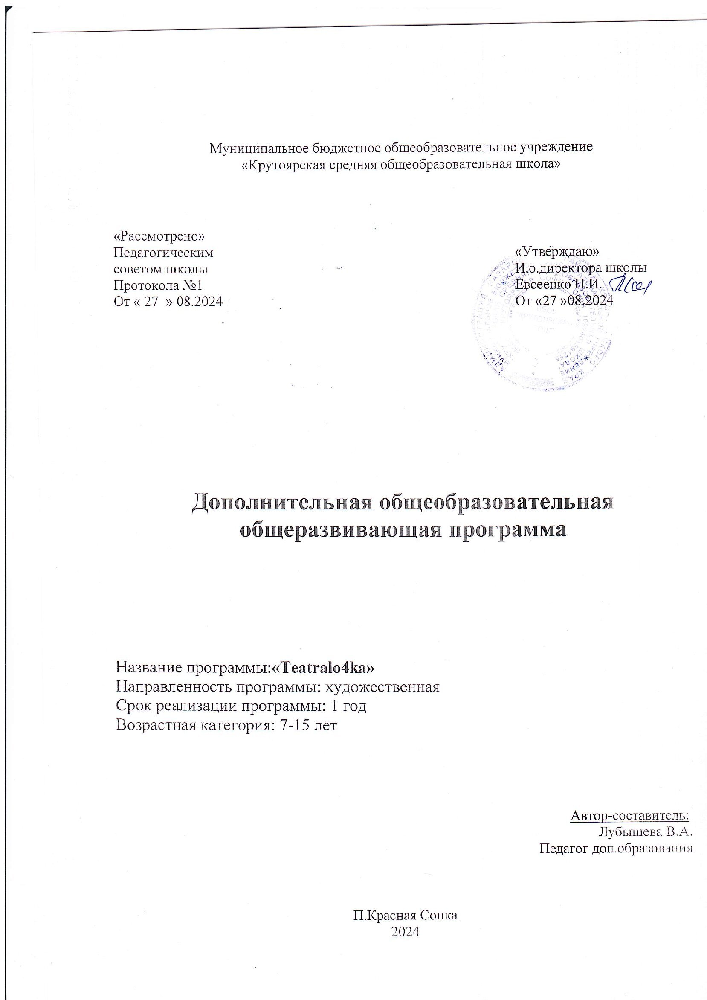 Муниципальное бюджетное общеобразовательное учреждение
«Крутоярская средняя общеобразовательная школа»
«Рассмотрено»
Педагогическим
советом школы
Протокола №1
От « 27  » 08.2024
«Утверждаю»
И.о.директора школы
Евсеенко П.И.
От «27 »08.2024
Дополнительная общеобразовательная
общеразвивающая программа
Название программы:«Teatralo4ka»
Направленность программы: художественная
Срок реализации программы: 1 год
Возрастная категория: 7-15 лет
Автор-составитель:
Лубышева В.А.
Педагог доп.образования
П.Красная Сопка
2024